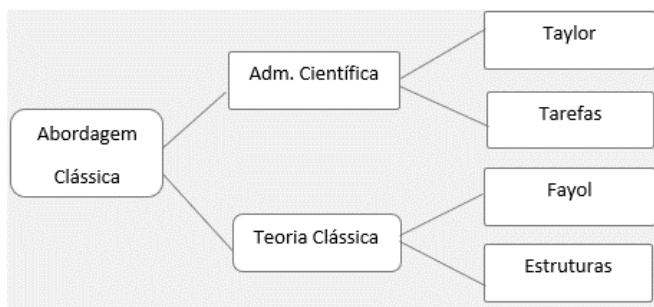 Abordagem
Clássica
Adm. Científica
Taylor
Tarefas
Teoria Clássica
Fayol
Estruturas